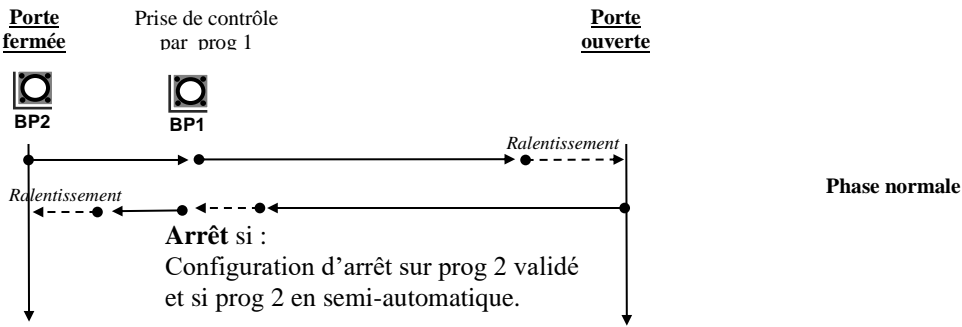 Porte
fermée
Prise de contrôle
par prog 1
Porte
ouverte
BP2
BP1
Ralentissement
Ralentissement
Phase normale
Arrêt si :
Configuration d'arrêt sur prog 2 validé
et si prog 2 en semi-automatique.